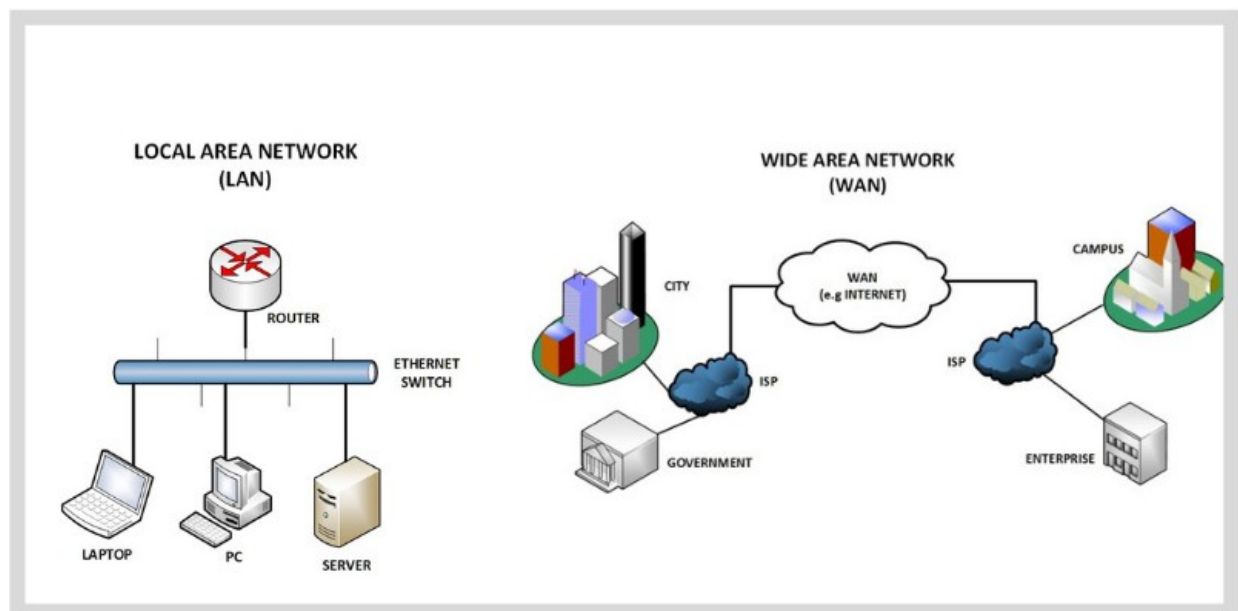 LOCAL AREA NETWORK
(LAN)
ROUTER
ETHERNET
SWITCH
LAPTOP
PC
SERVER
WIDE AREA NETWORK
(WAN)
CITY
WAN
(e.g INTERNET)
CAMPUS
ISP
ISP
GOVERNMENT
ENTERPRISE